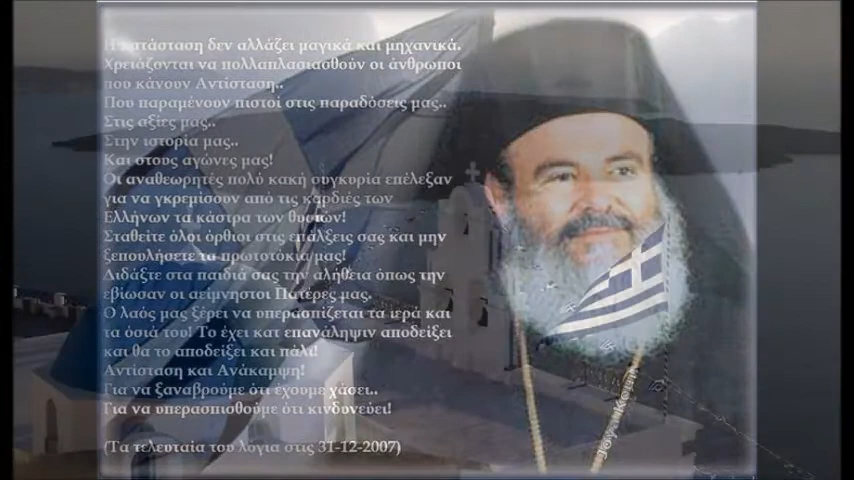 Η κατάσταση δεν αλλάζει μαγικά και μηχανικά.
Χρειάζονται να πολλαπλασιασθούν οι άνθρωποι
που κάνουν Αντίσταση..
Που παραμένουν πιστοί στις παραδόσεις μας..
Στις αξίες μας..
Στην ιστορία μας..
Και στους αγώνες μας!
Οι αναθεωρητές πολύ κακή συγκυρία επέλεξαν
για να γκρεμίσουν από τις καρδιές των
Ελλήνων τα κάστρα των θυσιών!
Σταθείτε όλοι όρθιοι στις επάλξεις σας και μην
ξεπουλήσετε τα πρωτοτόκια μας!
Διδάξτε στα παιδιά σας την αλήθεια όπως την
εβίωσαν οι αείμνηστοι Πατέρες μας.
Ο λαός μας ξέρει να υπερασπίζεται τα ιερά και
τα όσιά του! Το έχει κατ επανάληψιν αποδείξει
και θα το αποδείξει και πάλι!
Αντίσταση και Ανάκαμψη!
Για να ξαναβρούμε ότι έχουμε χάσει..
Για να υπερασπισθούμε ότι κινδυνεύει!
(Τα τελευταία του λόγια στις 31-12-2007)